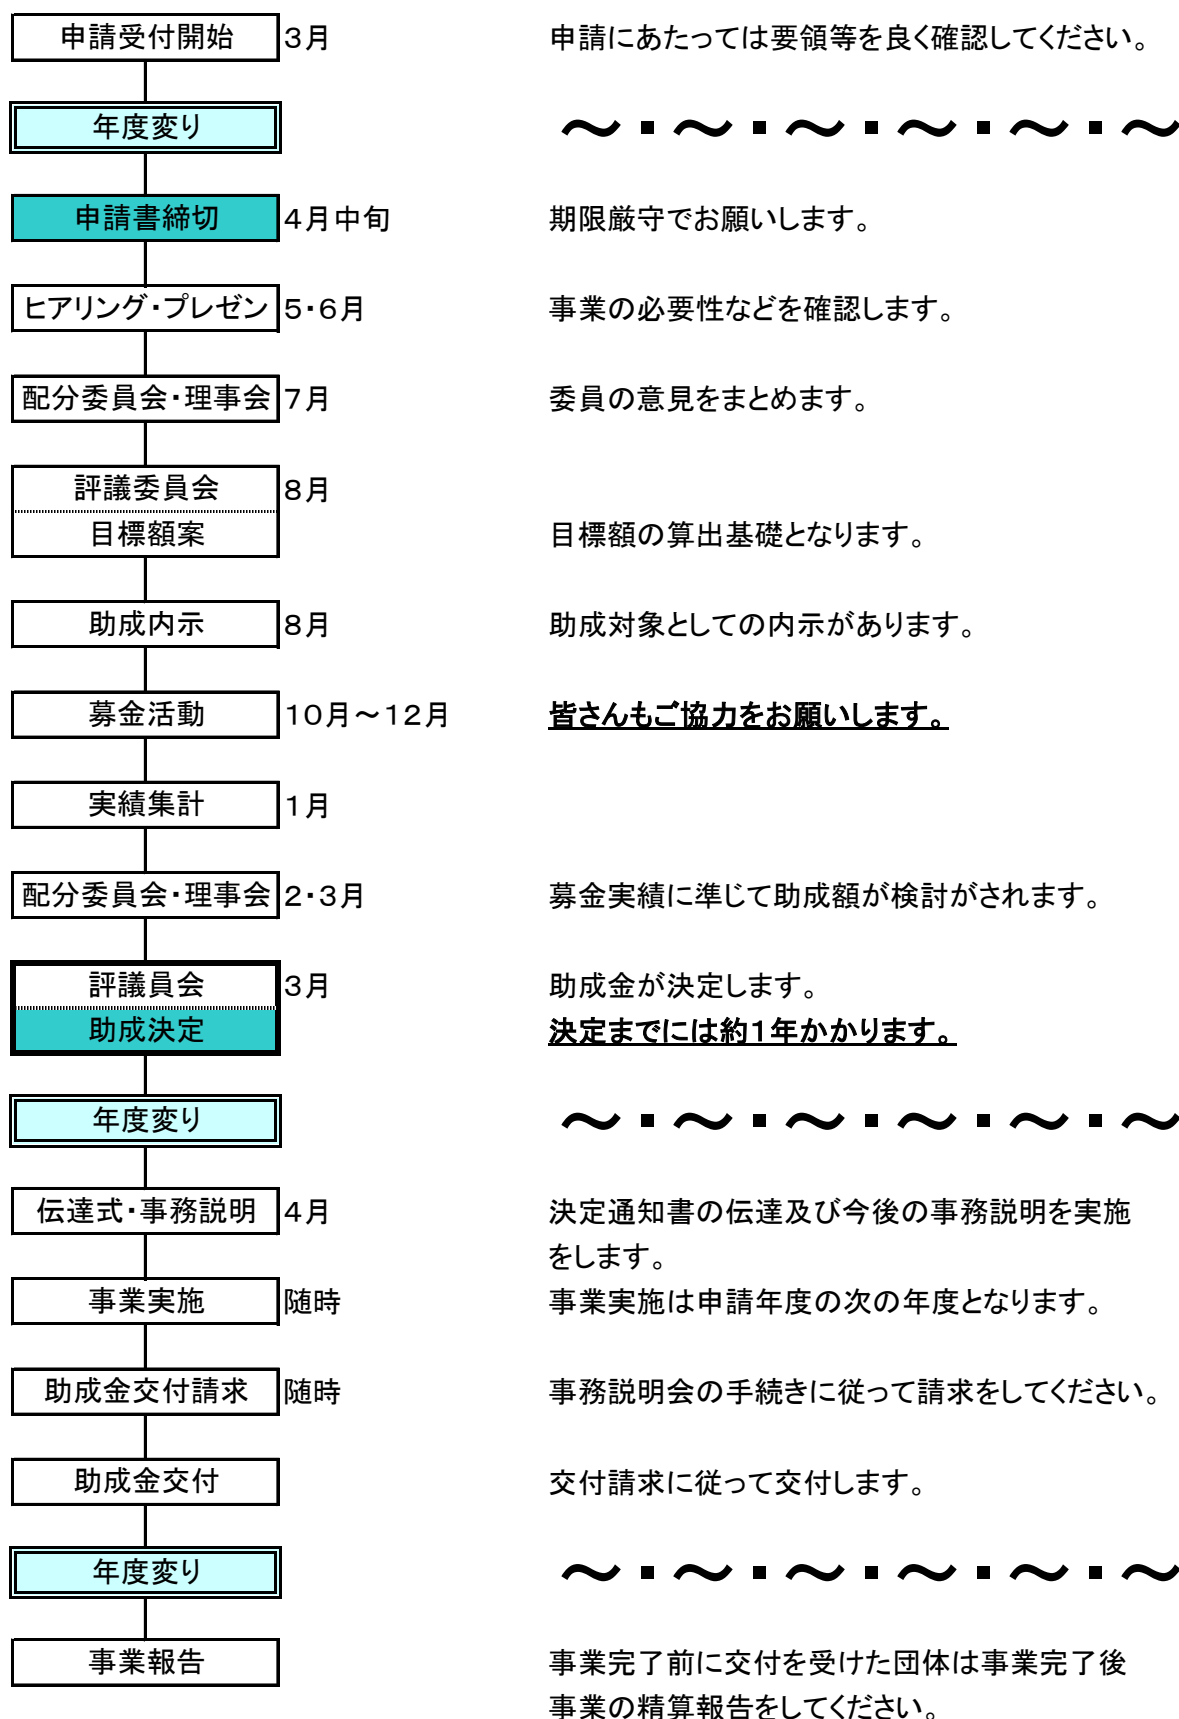 申請受付開始 3月 申請にあたっては要領等を良く確認してください。
年度変り ～・～・～・～・～・～
申請書締切 4月中旬 期限厳守でお願いします。
ヒアリング・プレゼン 5・6月 事業の必要性などを確認します。
配分委員会・理事会 7月 委員の意見をまとめます。
評議委員会 8月
目標額案 目標額の算出基礎となります。
助成内示 8月 助成対象としての内示があります。
募金活動 10月～12月 皆さんもご協力をお願いします。
実績集計 1月
配分委員会・理事会 2・3月 募金実績に準じて助成額が検討がされます。
評議員会 3月 助成金が決定します。
助成決定 決定までには約1年かかります。
年度変り ～・～・～・～・～・～
伝達式・事務説明 4月 決定通知書の伝達及び今後の事務説明を実施
をします。
事業実施 随時 事業実施は申請年度の次の年度となります。
助成金交付請求 随時 事務説明会の手続きに従って請求をしてください。
助成金交付 交付請求に従って交付します。
年度変り ～・～・～・～・～・～
事業報告 事業完了前に交付を受けた団体は事業完了後
事業の精算報告をしてください。